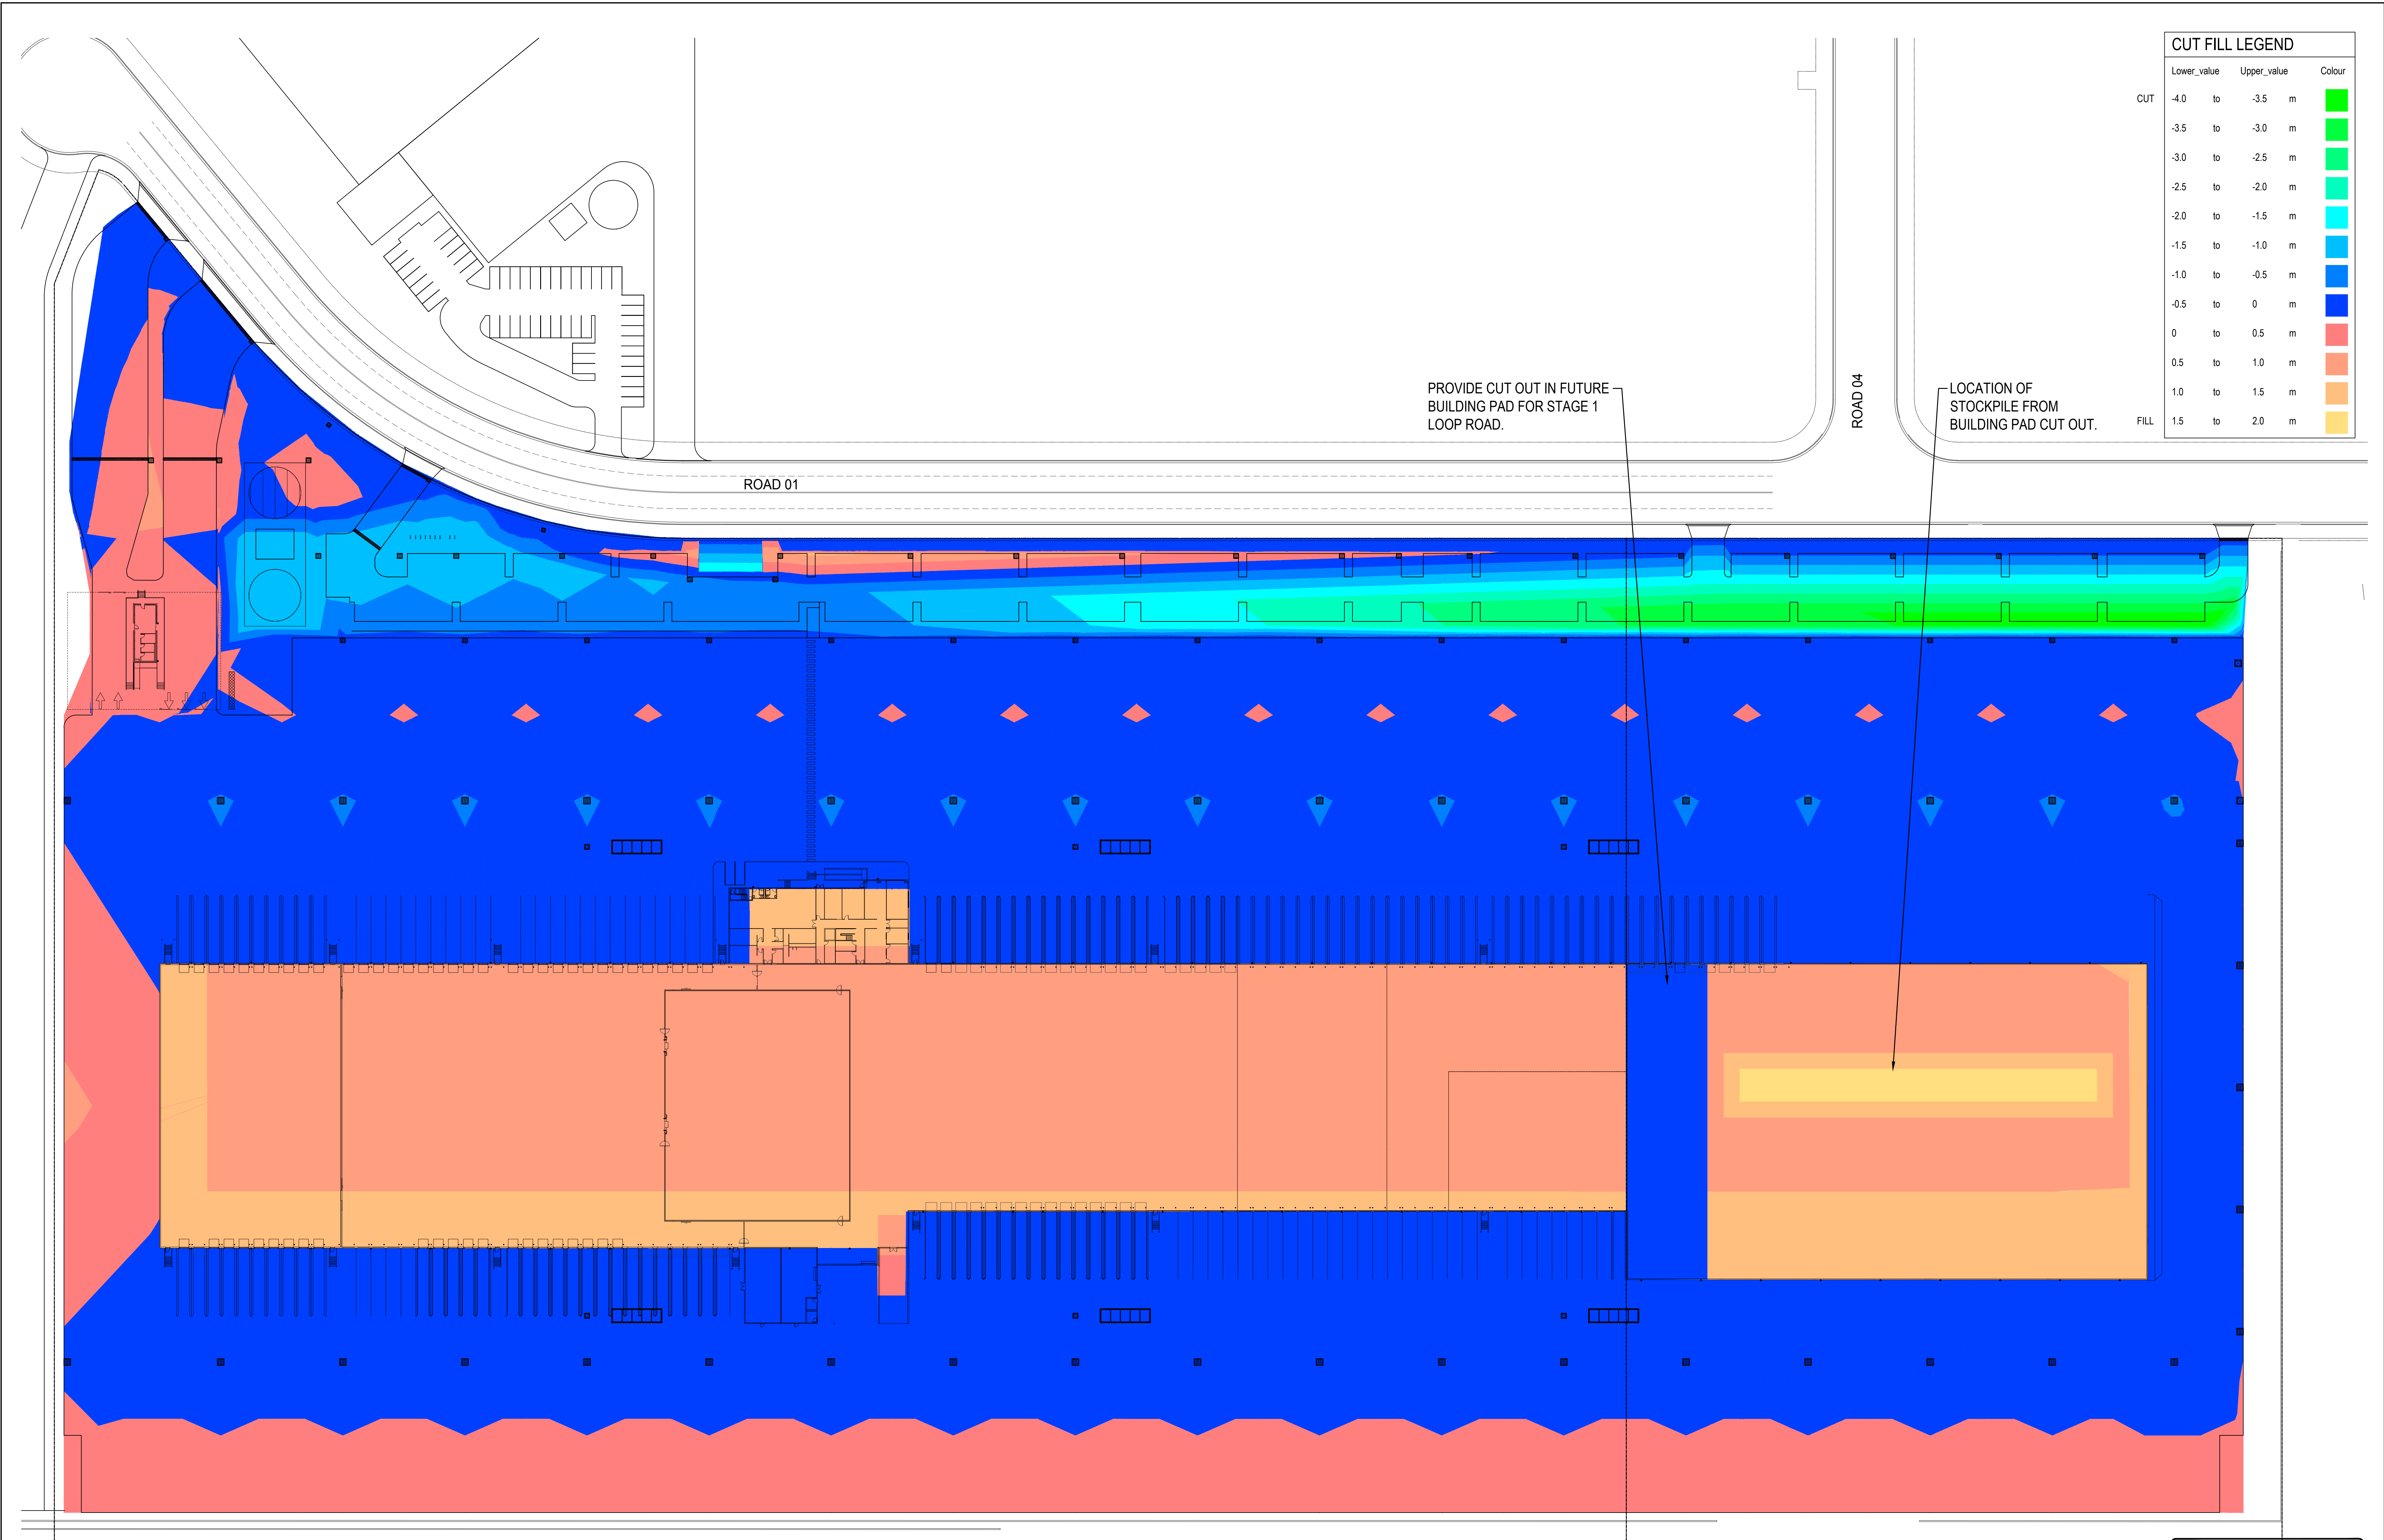 CUT FILL LEGEND
Lower_value Upper_value Colour
CUT -4.0 to -3.5 m
-3.5 to -3.0 m
-3.0 to -2.5 m
-2.5 to -2.0 m
-2.0 to -1.5 m
-1.5 to -1.0 m
-1.0 to -0.5 m
-0.5 to 0 m
0 to 0.5 m
0.5 to 1.0 m
1.0 to 1.5 m
FILL 1.5 to 2.0 m
PROVIDE CUT OUT IN FUTURE
BUILDING PAD FOR STAGE 1
LOOP ROAD.
ROAD 04
LOCATION OF
STOCKPILE FROM
BUILDING PAD CUT OUT.
ROAD 01